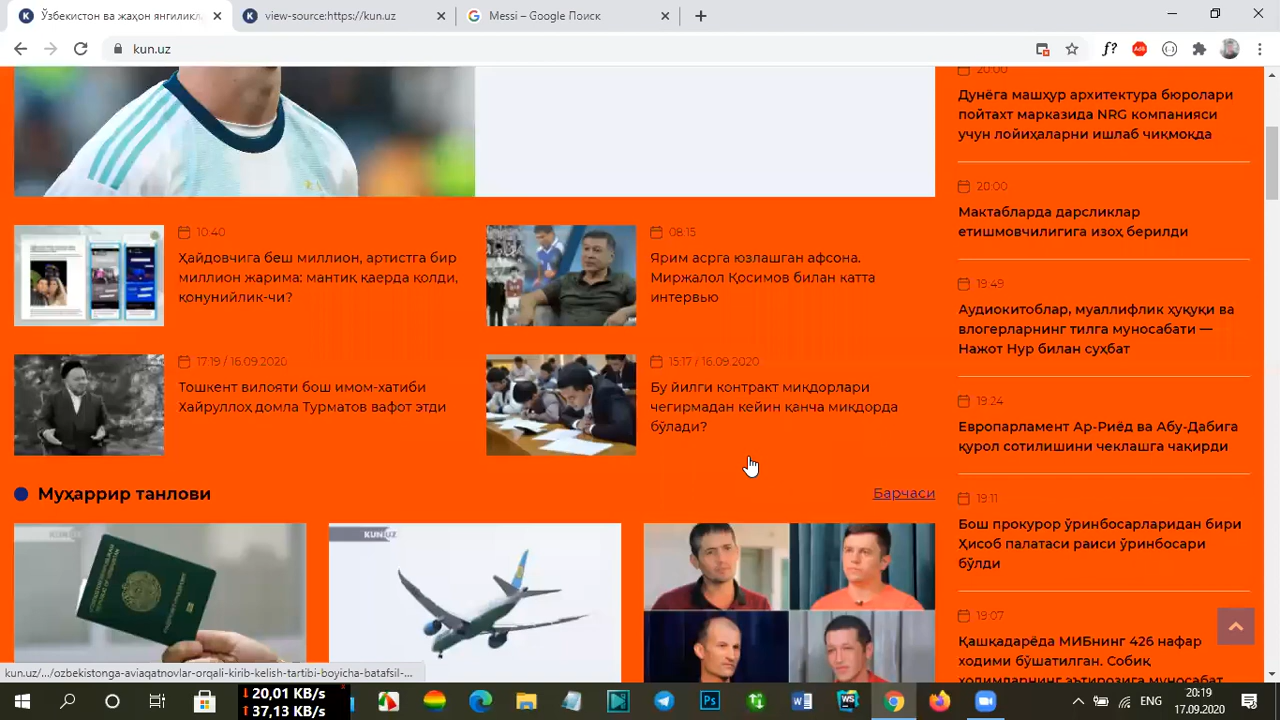 Ўзбекистон ва жаҳон янгиликл
view-source:https://kun.uz
Messi – Google Поиск
kun.uz
10:40
Ҳайдовчига беш миллион, артистга бир
миллион жарима: мантиқ қаерда қолди,
қонунийлик-чи?
08:15
Ярим асрга юзлашган афсона.
Миржалол Қосимов билан катта
интервью
17:19 / 16.09.2020
Тошкент вилояти бош имом-хатиби
Хайруллоҳ домла Турматов вафот этди
15:17 / 16.09.2020
Бу йилги контракт миқдорлари
чегирмадан кейин қанча миқдорда
бўлади?
Муҳаррир танлови
Барчаси
KUN.UZ
KUN.UZ
20:00
Дунёга машҳур архитектура бюролари
пойтахт марказида NRG компанияси
учун лойиҳаларни ишлаб чиқмоқда
20:00
Мактабларда дарсликлар
етишмовчилигига изоҳ берилди
19:49
Аудиокитоблар, муаллифлик ҳуқуқи ва
влогерларнинг тилга муносабати —
Нажот Нур билан суҳбат
19:24
Европарламент Ар-Риёд ва Абу-Дабига
қурол сотилишини чеклашга чақирди
19:11
Бош прокурор ўринбосарларидан бири
Ҳисоб палатаси раиси ўринбосари
бўлди
19:07
Қашқадарёда МИБнинг 426 нафар
ходими бўшатилган. Собиқ
ходимларнинг эътирозига муносабат
kun.uz/.../ozbekistonga-aviaqatnovlar-orqali-kirib-kelish-tartibi-boyicha-batafsil-...
20,01 KB/s
37,13 KB/s
ENG
20:19
17.09.2020